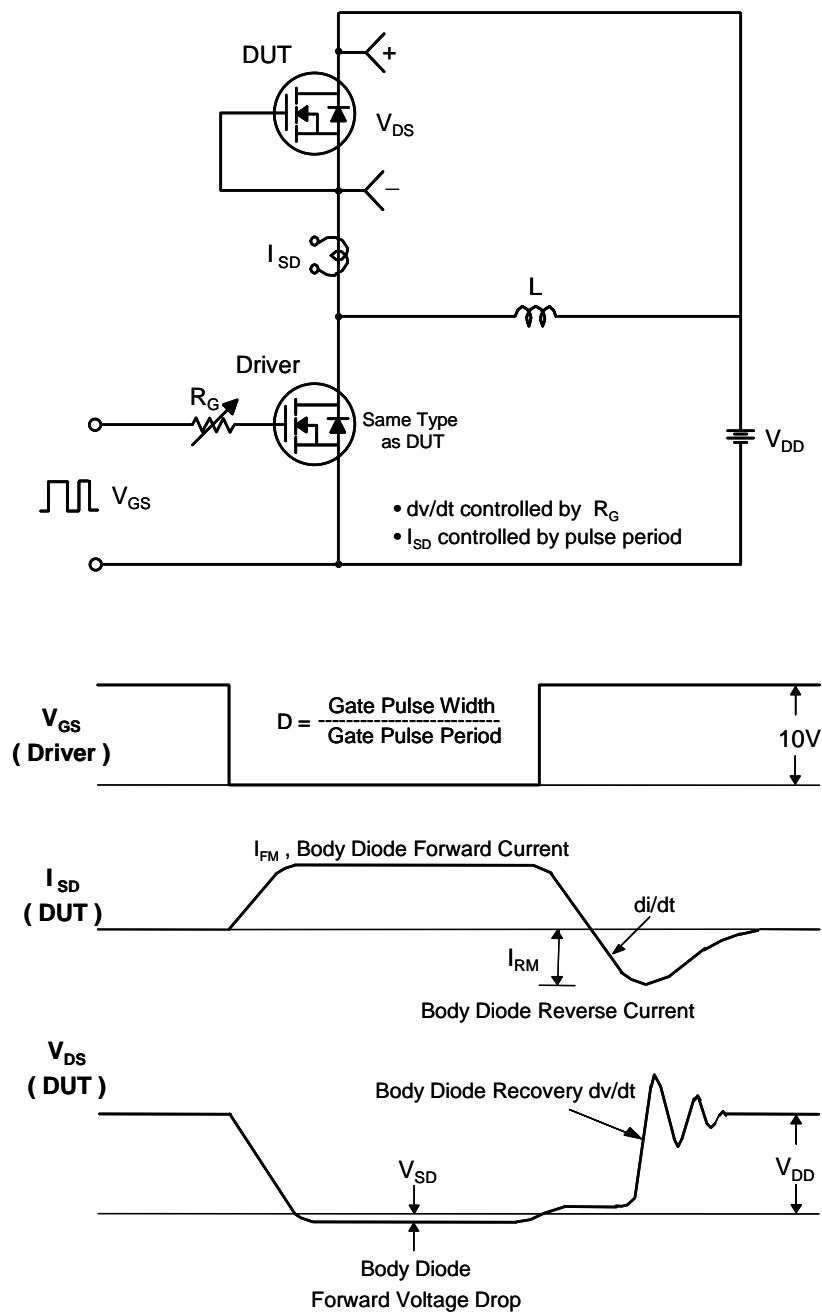 DUT
+
V_DS
–
I_SD
L
Driver
R_G
Same Type
as DUT
V_DD
V_GS
• dv/dt controlled by R_G
• I_SD controlled by pulse period
V_GS
( Driver )
D = Gate Pulse Width
--------------------------
Gate Pulse Period
10V
I_FM , Body Diode Forward Current
I_SD
( DUT )
di/dt
I_RM
Body Diode Reverse Current
V_DS
( DUT )
Body Diode Recovery dv/dt
V_SD
V_DD
Body Diode
Forward Voltage Drop